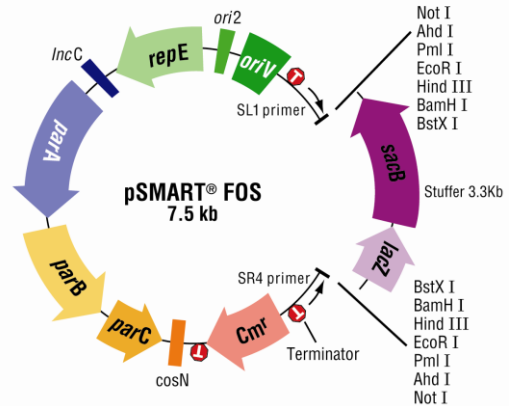 Not I
Ahd I
Pml I
EcoR I
Hind III
BamH I
BstX I
ori2
IncC
repE
oriV
T
SL1 primer
parA
sacB
pSMART® FOS
7.5 kb
Stuffer 3.3Kb
lacZ
parB
SR4 primer
parC
Cmr
T
T
Terminator
cosN
BstX I
BamH I
Hind III
EcoR I
Pml I
Ahd I
Not I